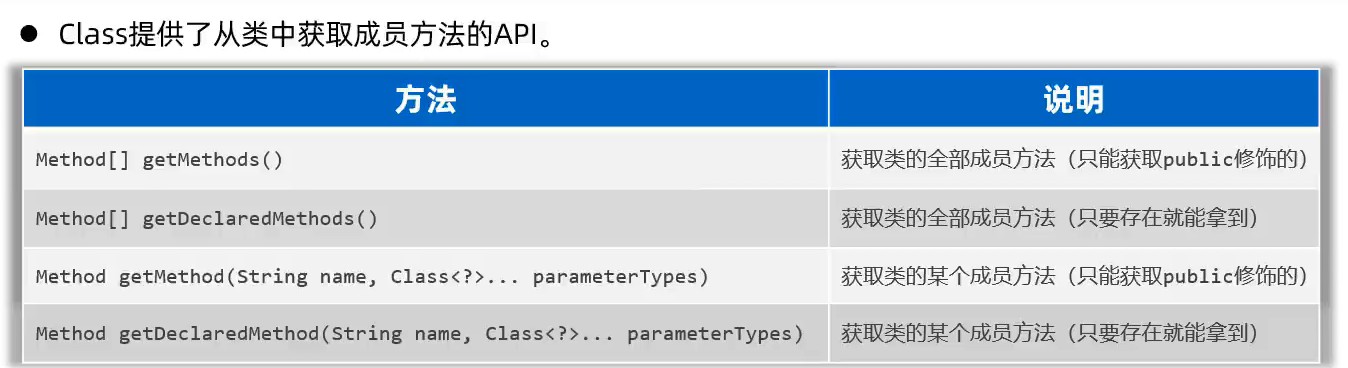 ● Class提供了从类中获取成员方法的API。
方法 说明
Method[] getMethods() 获取类的全部成员方法（只能获取public修饰的）
Method[] getDeclaredMethods() 获取类的全部成员方法（只要存在就能拿到）
Method getMethod(String name, Class<?>... parameterTypes) 获取类的某个成员方法（只能获取public修饰的）
Method getDeclaredMethod(String name, Class<?>... parameterTypes) 获取类的某个成员方法（只要存在就能拿到）